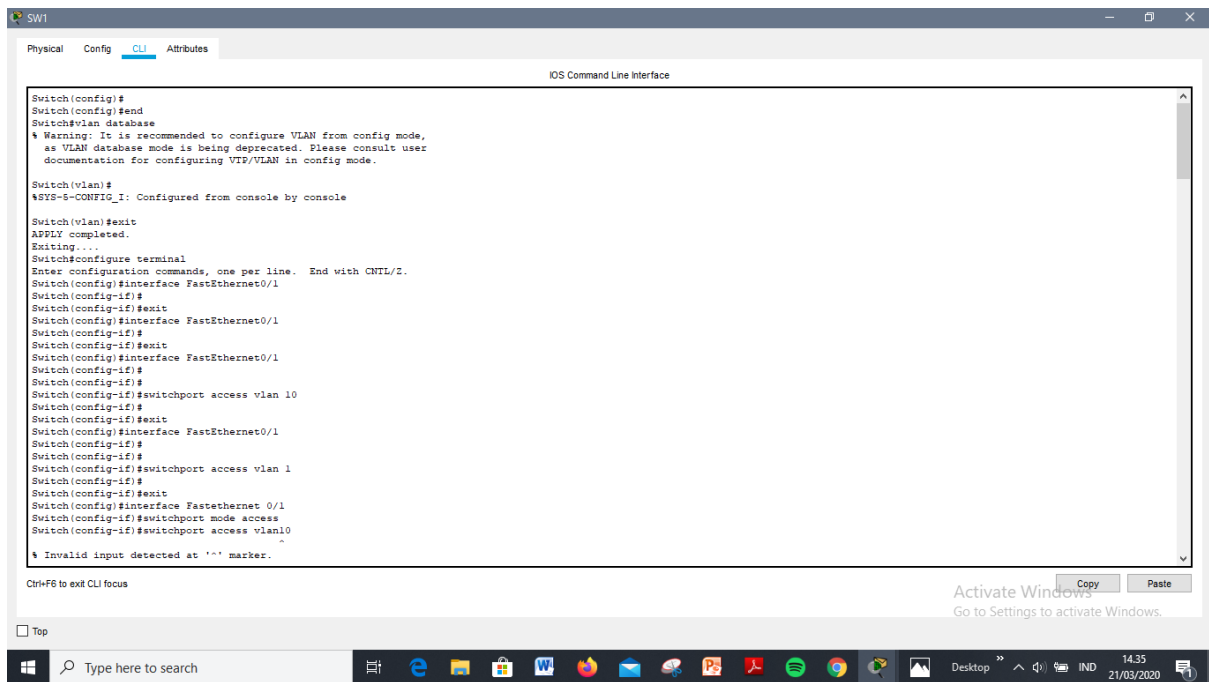 SW1
Physical Config CLI Attributes
IOS Command Line Interface
Switch(config)#
Switch(config)#end
Switch#vlan database
% Warning: It is recommended to configure VLAN from config mode,
as VLAN database mode is being deprecated. Please consult user
documentation for configuring VTP/VLAN in config mode.
Switch(vlan)#
%SYS-5-CONFIG_I: Configured from console by console
Switch(vlan)#exit
APPLY completed.
Exiting....
Switch#configure terminal
Enter configuration commands, one per line. End with CNTL/Z.
Switch(config)#interface FastEthernet0/1
Switch(config-if)#
Switch(config-if)#exit
Switch(config)#interface FastEthernet0/1
Switch(config-if)#
Switch(config-if)#exit
Switch(config)#interface FastEthernet0/1
Switch(config-if)#
Switch(config-if)#
Switch(config-if)#switchport access vlan 10
Switch(config-if)#
Switch(config-if)#exit
Switch(config)#interface FastEthernet0/1
Switch(config-if)#
Switch(config-if)#
Switch(config-if)#switchport access vlan 1
Switch(config-if)#
Switch(config-if)#exit
Switch(config)#interface Fastethernet 0/1
Switch(config-if)#switchport mode access
Switch(config-if)#switchport access vlan10
^
% Invalid input detected at '^' marker.
Ctrl+F6 to exit CLI focus
Copy Paste
Activate Windows
Go to Settings to activate Windows.
Top
Type here to search
Desktop
IND
14.35
21/03/2020
1